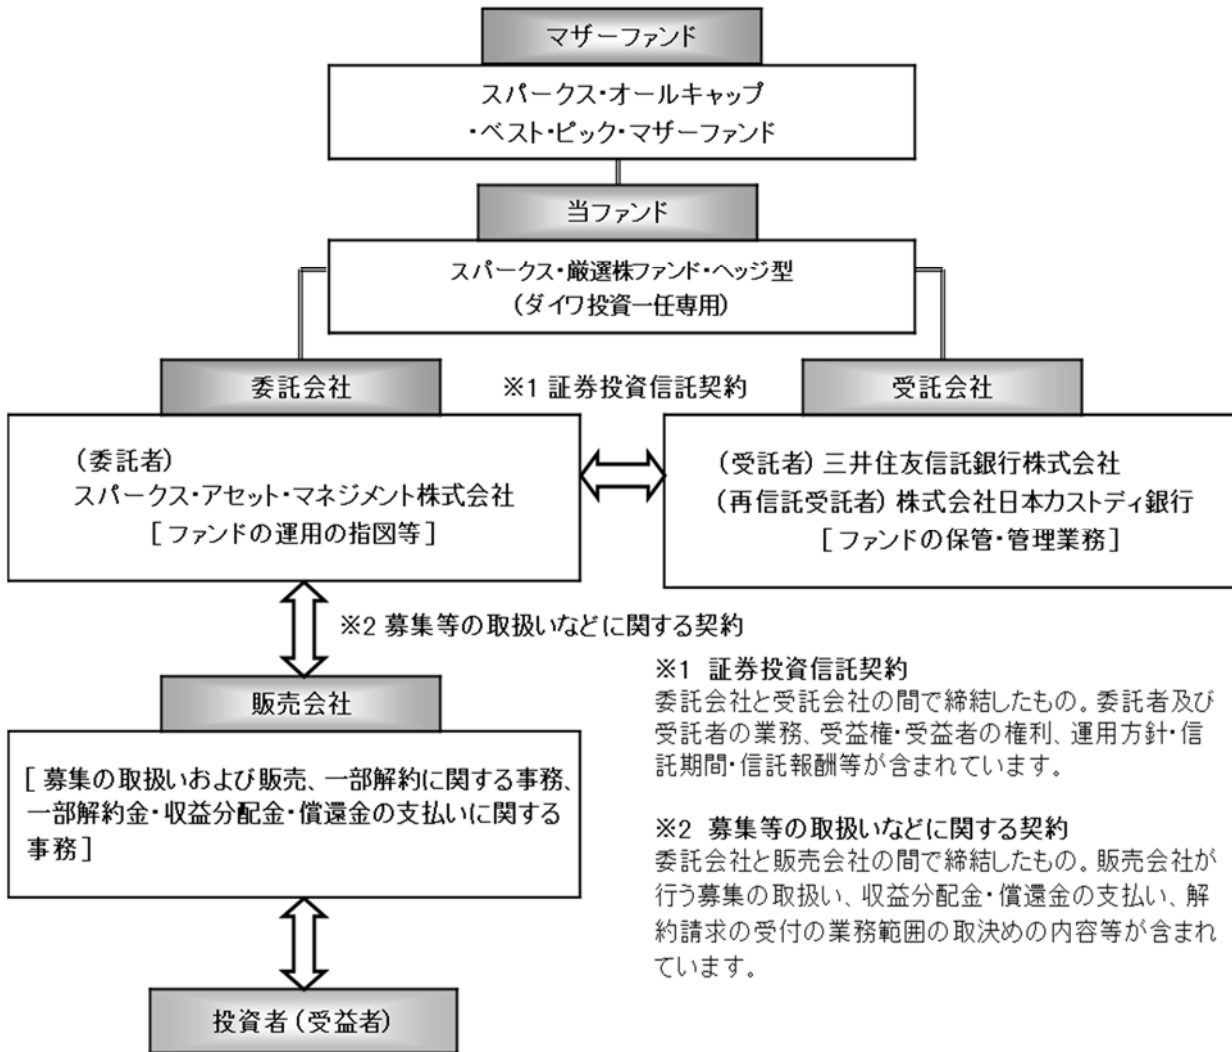 マザーファンド
スパークス・オールキャップ
・ベスト・ピック・マザーファンド
当ファンド
スパークス・厳選株ファンド・ヘッジ型
(ダイワ投資一任専用)
委託会社
※1 証券投資信託契約
受託会社
(委託者)
スパークス・アセット・マネジメント株式会社
[ファンドの運用の指図等]
(受託者) 三井住友信託銀行株式会社
(再信託受託者) 株式会社日本カストディ銀行
[ファンドの保管・管理業務]
※2 募集等の取扱いなどに関する契約
販売会社
[募集の取扱いおよび販売、一部解約に関する事務、
一部解約金・収益分配金・償還金の支払いに関する
事務]
投資者(受益者)
※1 証券投資信託契約
委託会社と受託会社の間で締結したもの。委託者及び
受託者の業務、受益権・受益者の権利、運用方針・信
託期間・信託報酬等が含まれています。
※2 募集等の取扱いなどに関する契約
委託会社と販売会社の間で締結したもの。販売会社が
行う募集の取扱い、収益分配金・償還金の支払い、解
約請求の受付の業務範囲の取決めの内容等が含まれ
ています。